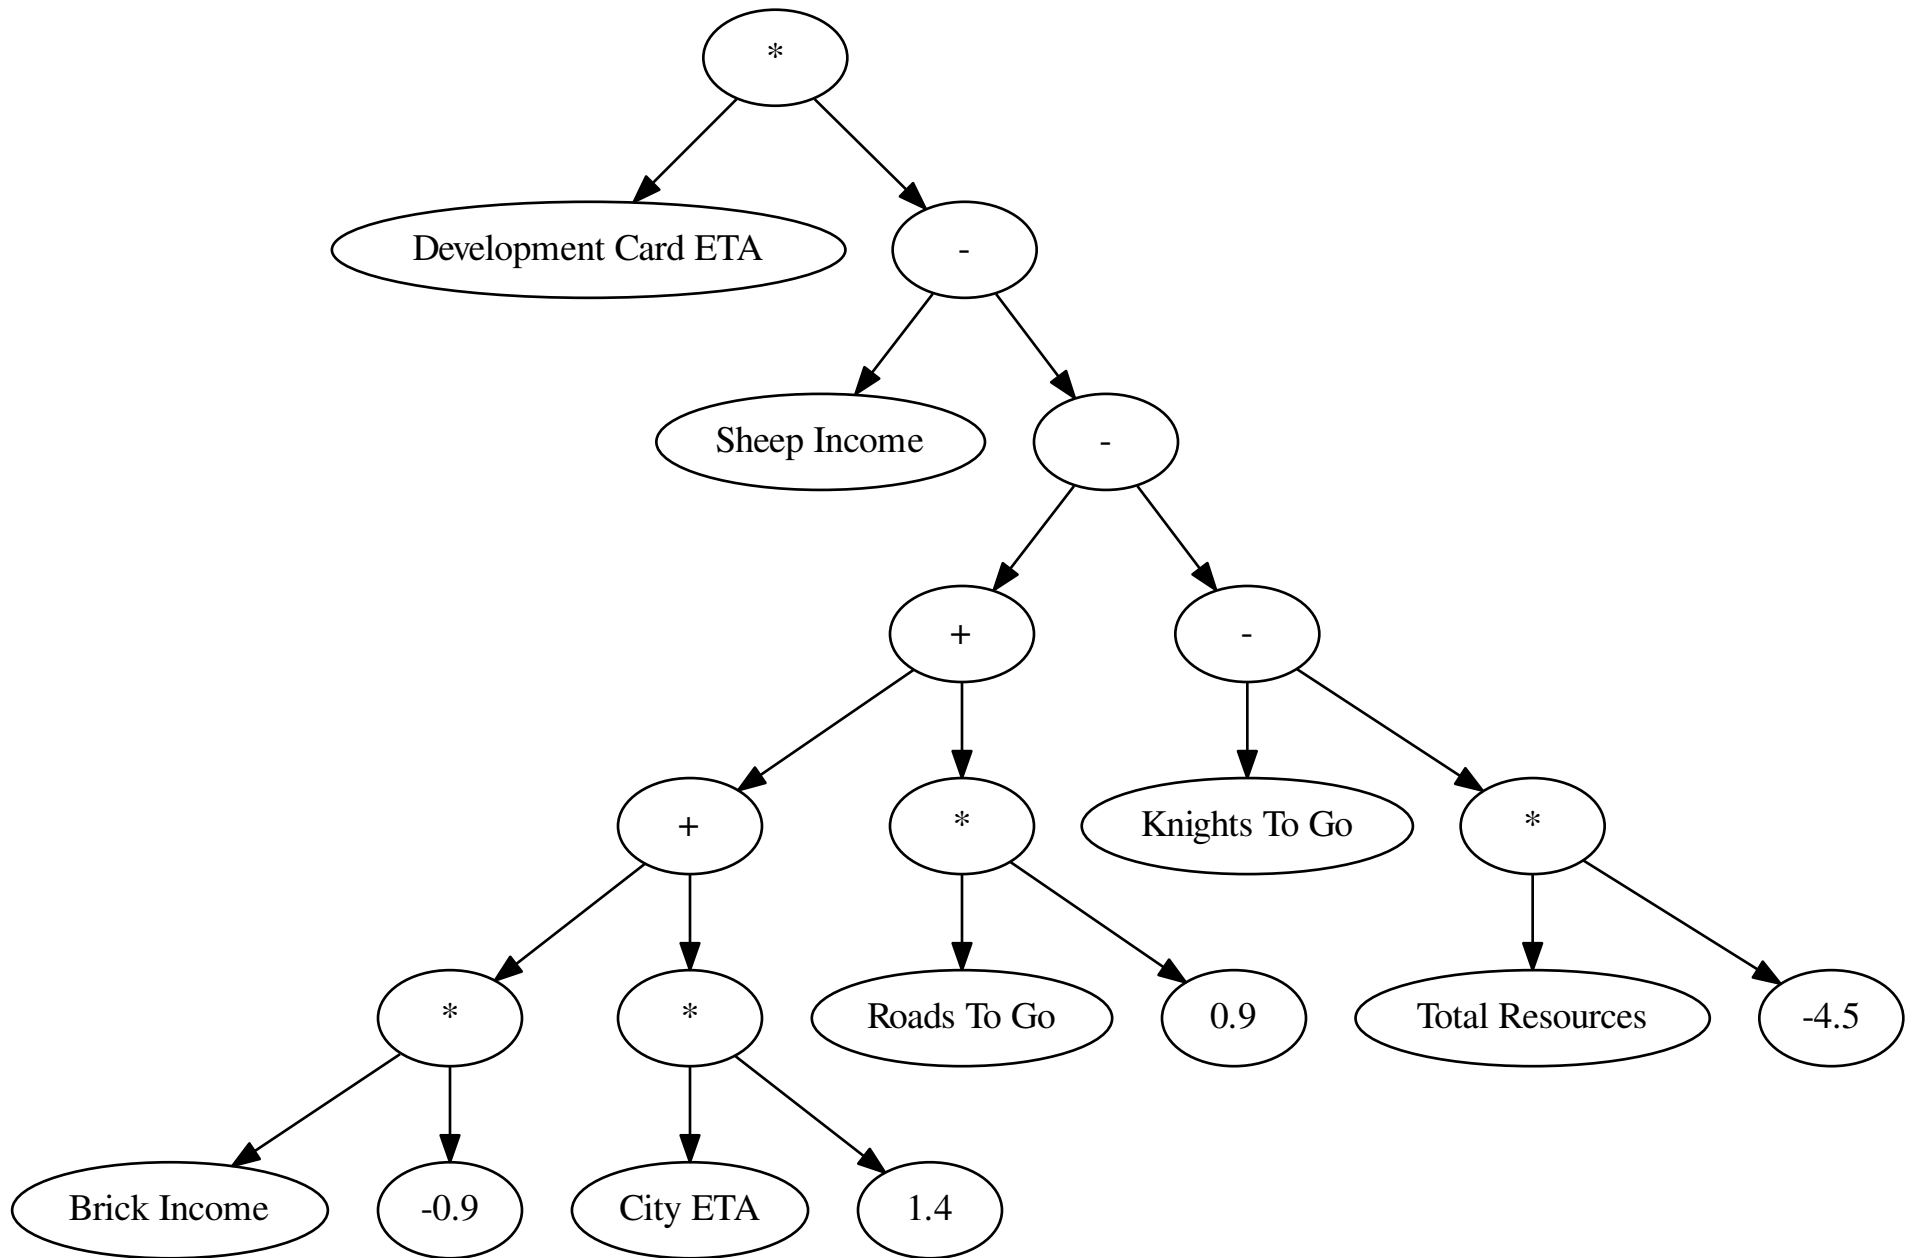 *
Development Card ETA
-
Sheep Income
-
+
-
+
*
Knights To Go
*
*
*
Roads To Go
0.9
Total Resources
-4.5
Brick Income
-0.9
City ETA
1.4